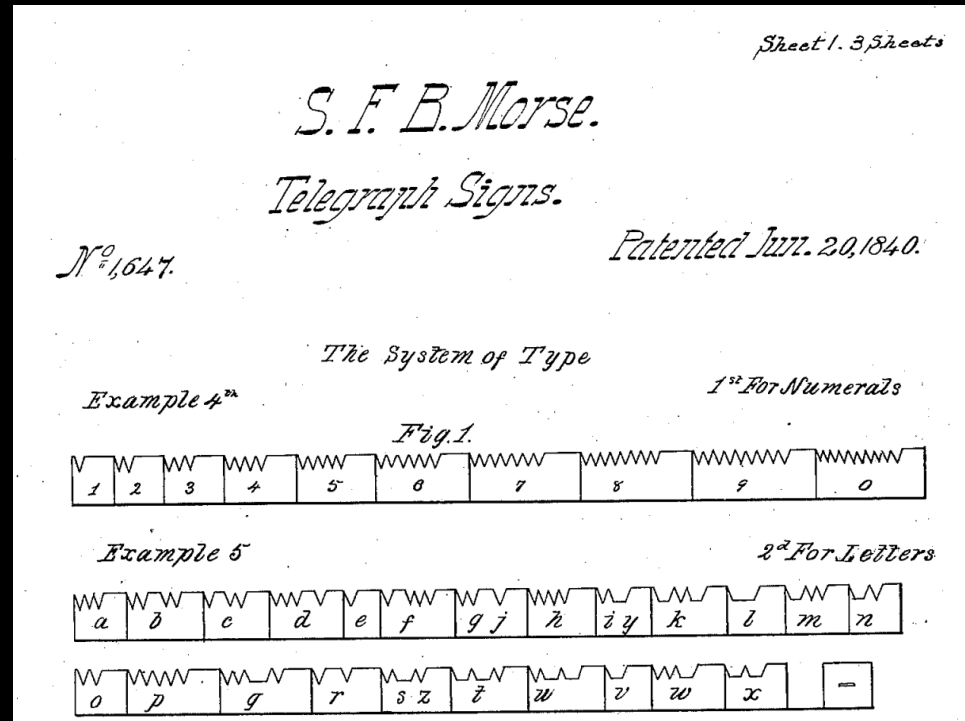 Sheet 1. 3 Sheets
S. F. B. Morse.
Telegraph Signs.
Nº 1,647.
Patented Jun. 20, 1840.
The System of Type
Example 4th
1st For Numerals
Fig. 1.
1 2 3 4 5 6 7 8 9 0
Example 5
2d For Letters
a b c d e f g j h i y k l m n
o p q r s z t w v w x -